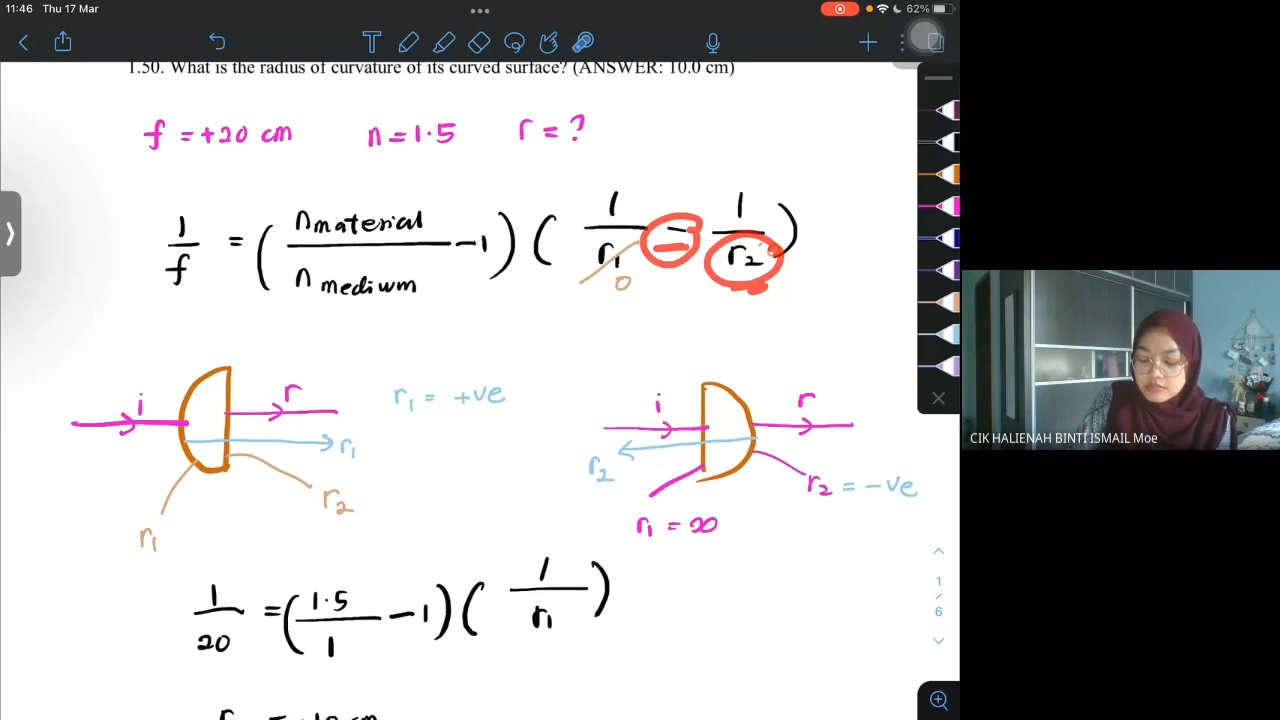 11:46 Thu 17 Mar
62%
1.50. What is the radius of curvature of its curved surface? (ANSWER: 10.0 cm)
f = +20 cm n = 1.5 r = ?
1/f = (n material / n medium - 1)(1/r1 - 1/r2)
0
i r r1 = +ve i r
r1 r2
r2 = -ve
r1 r2 r1 = ∞
1/20 = (1.5/1 - 1)(1/r1)
CIK HALIENAH BINTI ISMAIL Moe
1
/
6